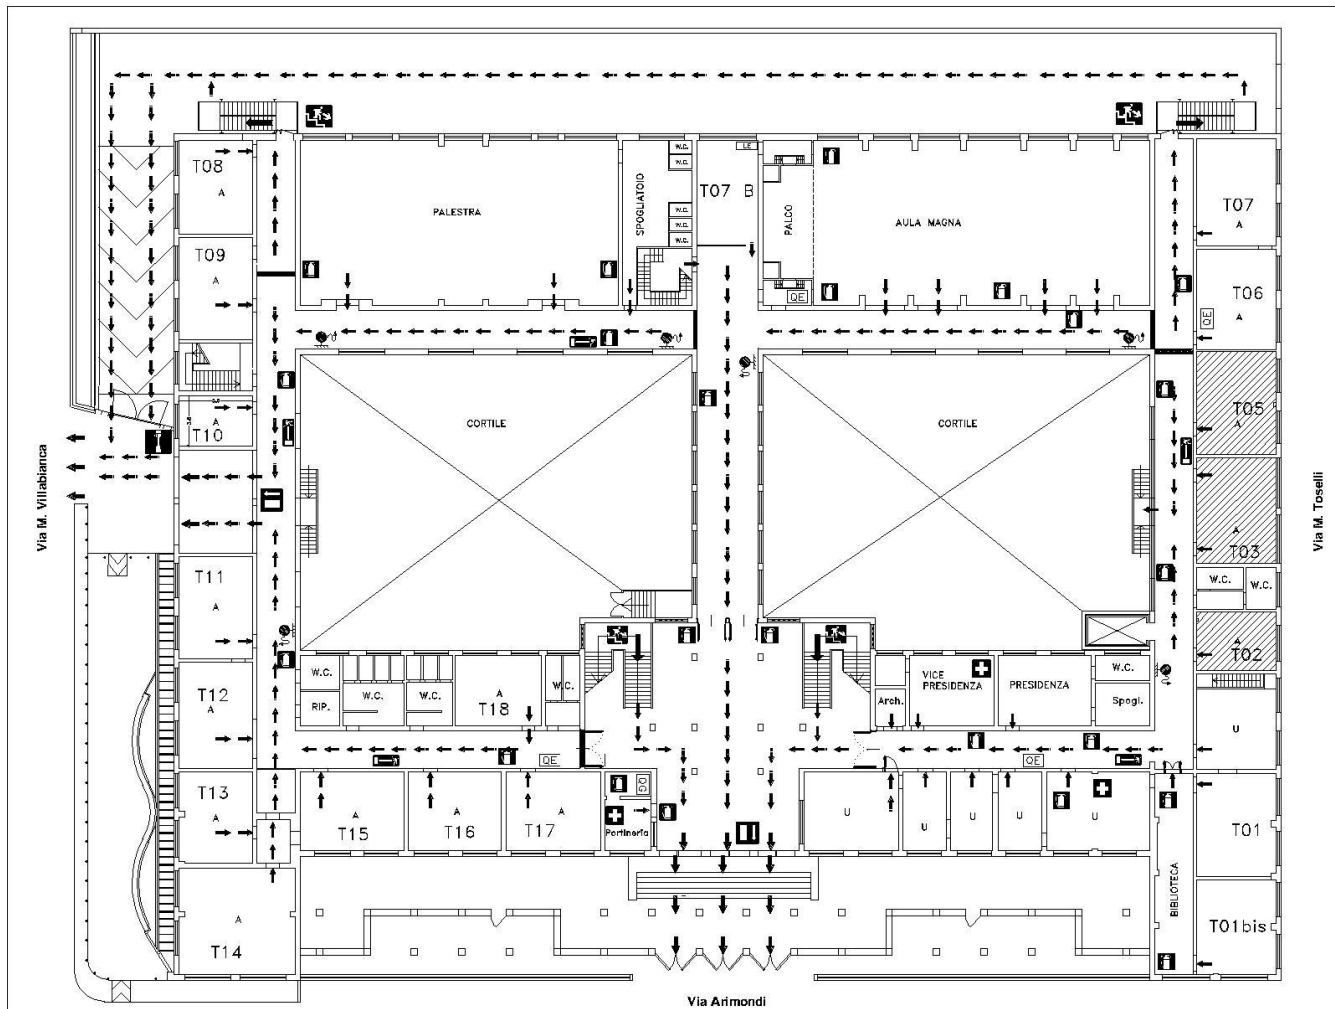 T08
A
PALESTRA
SPOGLIATOIO
W.C.
W.C.
W.C.
W.C.
W.C.
LE
T07 B
PALCO
AULA MAGNA
QE
T07
A
T09
A
T06
A
QE
T05
A
A
T10
CORTILE
CORTILE
Via M. Villabianca
Via M. Toselli
A
T03
W.C.
W.C.
T11
A
A
T02
T12
A
W.C.
RIP.
W.C.
W.C.
A
T18
W.C.
Arch.
VICE
PRESIDENZA
PRESIDENZA
W.C.
Spogl.
U
QE
QE
T13
A
A
T15
A
T16
A
T17
QG
Portineria
U
U
U
U
U
T01
BIBLIOTECA
T01bis
A
T14
Via Arimondi